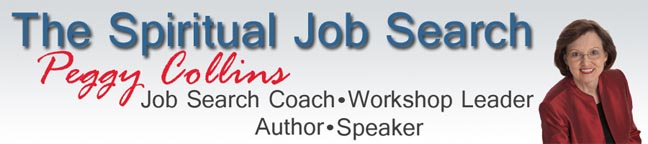 The Spiritual Job Search
Peggy Collins
Job Search Coach•Workshop Leader
Author•Speaker